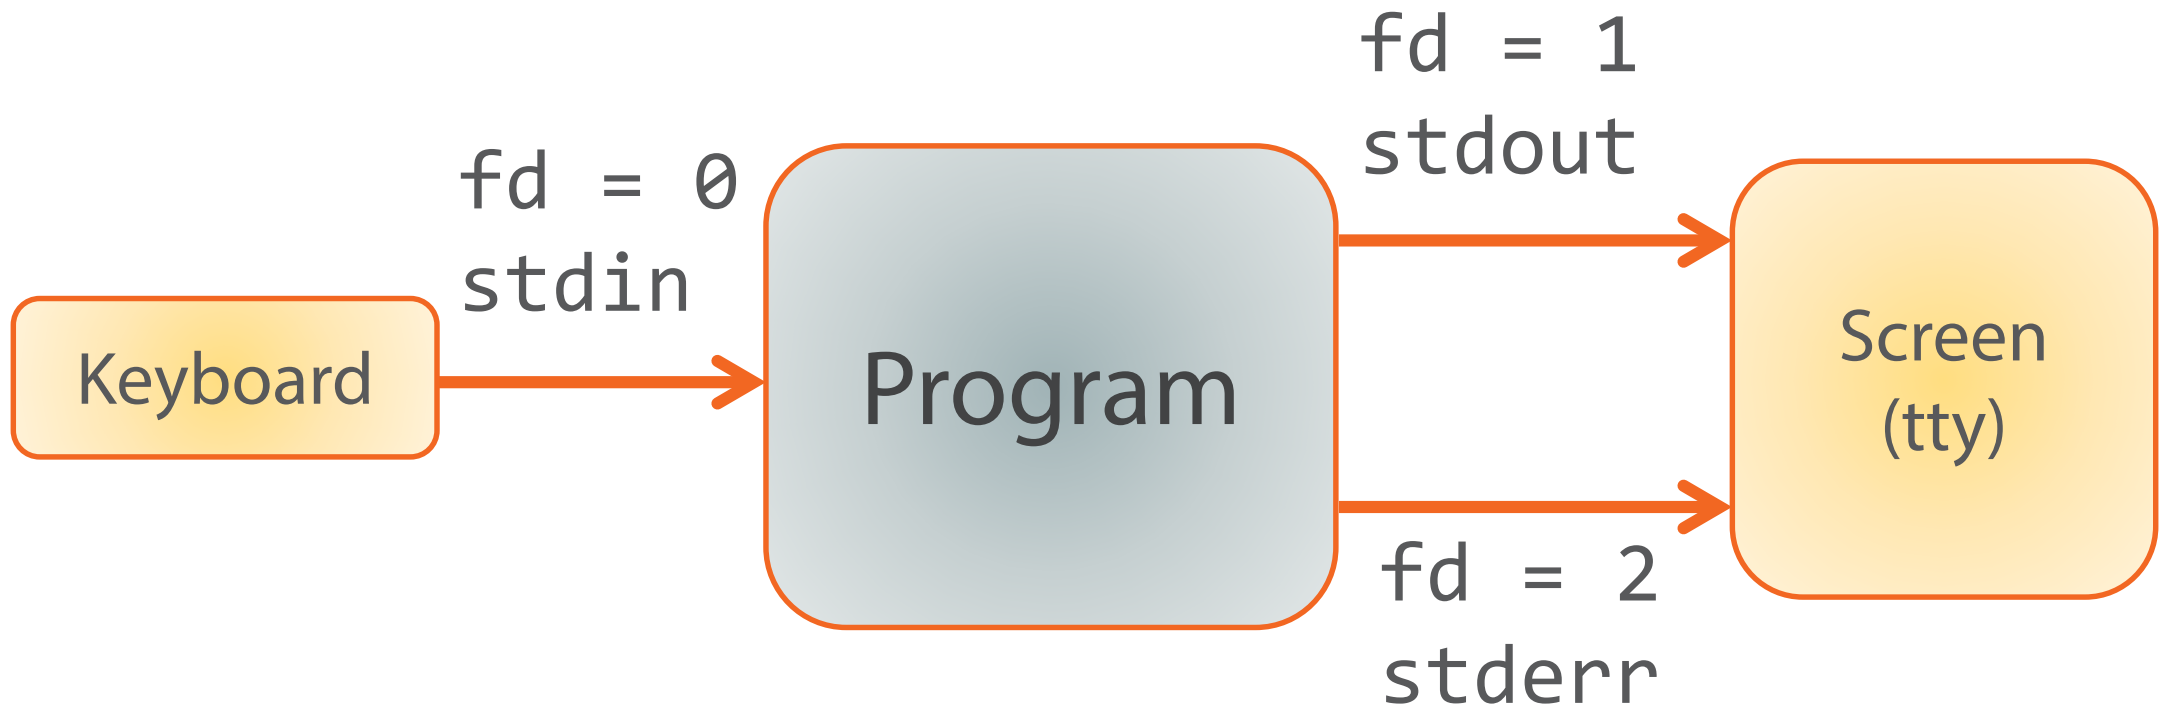 Keyboard
fd = 0
stdin
Program
fd = 1
stdout
fd = 2
stderr
Screen
(tty)